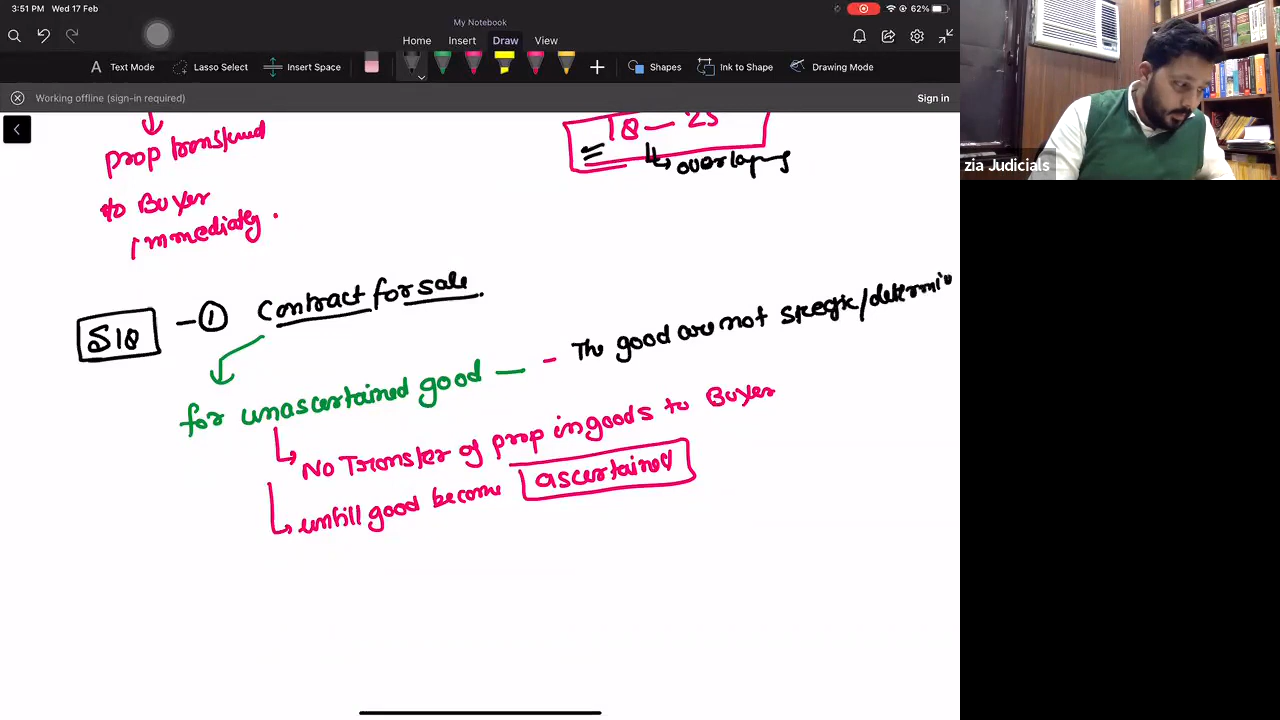 3:51 PM Wed 17 Feb
62%
My Notebook
Home Insert Draw View
Text Mode Lasso Select Insert Space Shapes Ink to Shape Drawing Mode
Working offline (sign-in required) Sign in
18 - 25
overlaping
prop transferred
to Buyer
immediately.
zia Judicials
S18 - 1 Contract for sale.
for unascertained good - The good are not specific/determin
No Transfer of prop in goods to Buyer
untill good become ascertained